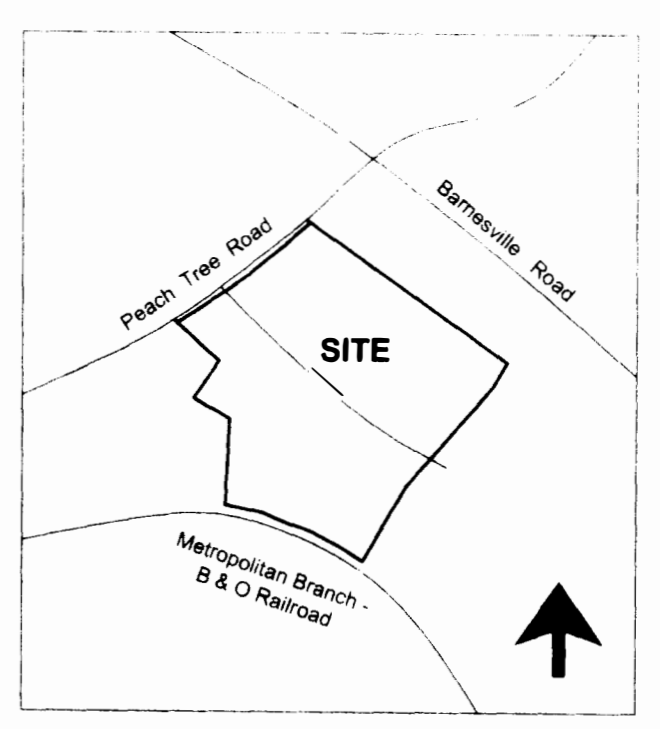 Barnesville Road
Peach Tree Road
SITE
Metropolitan Branch -
B & O Railroad